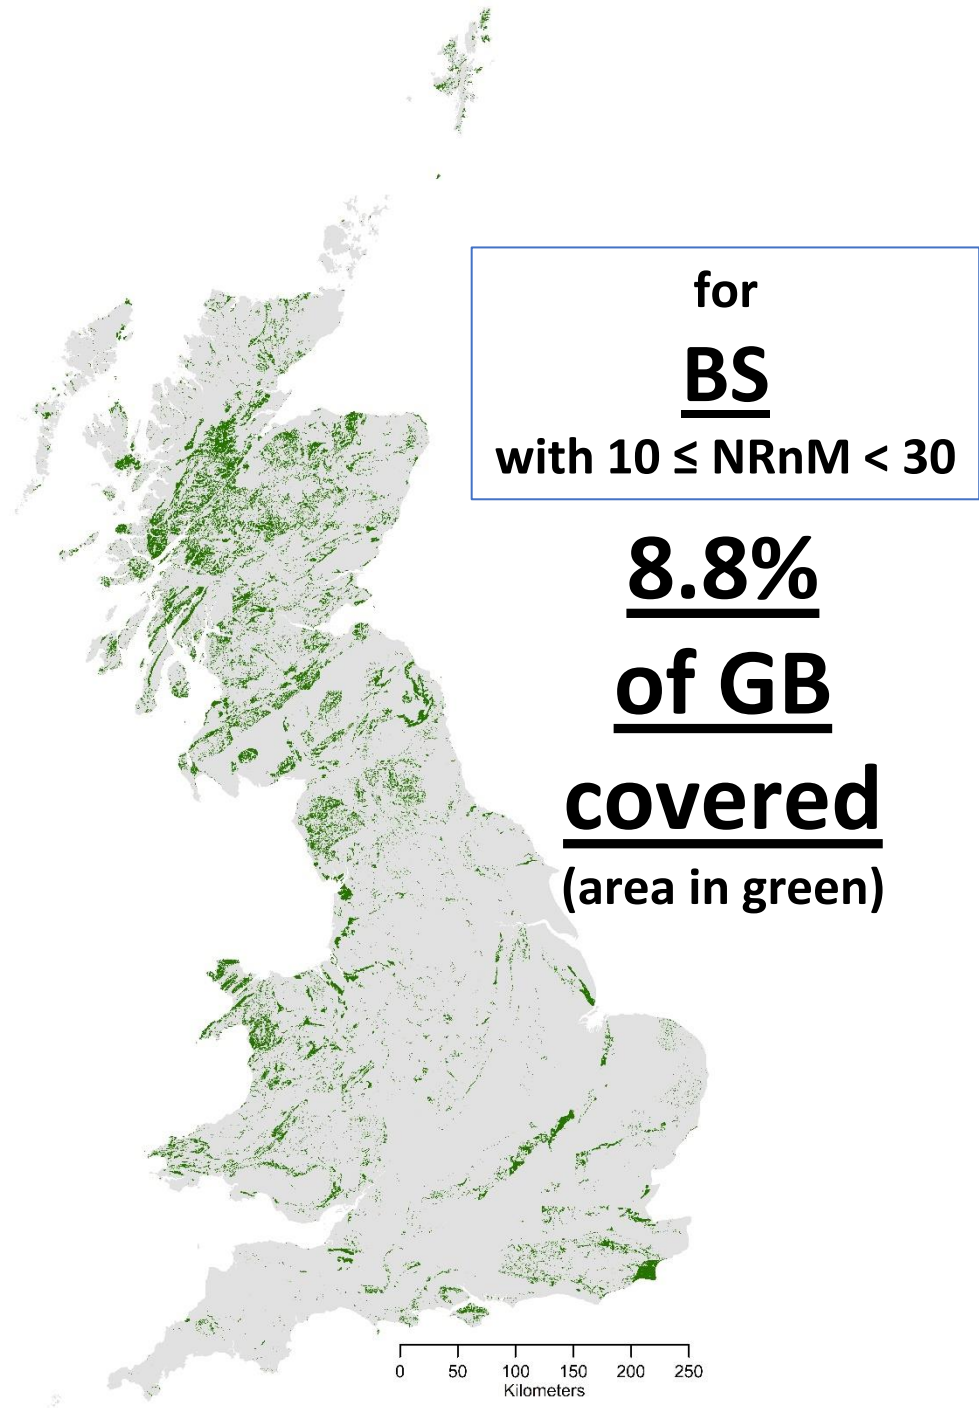 for
BS
with 10 ≤ NRnM < 30
8.8%
of GB
covered
(area in green)
0 50 100 150 200 250
Kilometers